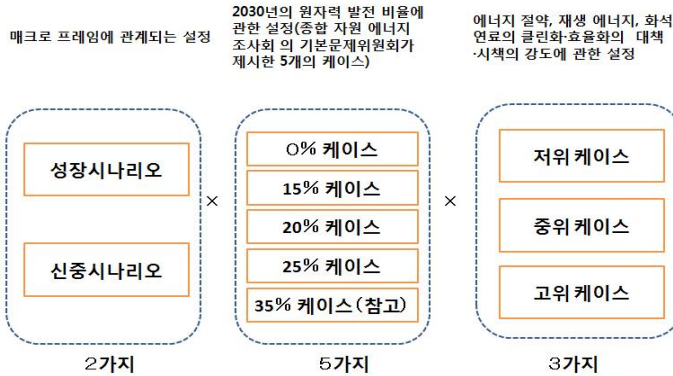 매크로 프레임에 관계되는 설정
2030년의 원자력 발전 비율에
관한 설정(종합 자원 에너지
조사회 의 기본문제위원회가
제시한 5개의 케이스)
에너지 절약, 재생 에너지, 화석
연료의 클린화·효율화의 대책
·시책의 강도에 관한 설정
성장시나리오
신중시나리오
2가지
×
0% 케이스
15% 케이스
20% 케이스
25% 케이스
35% 케이스 (참고)
5가지
×
저위 케이스
중위 케이스
고위 케이스
3가지